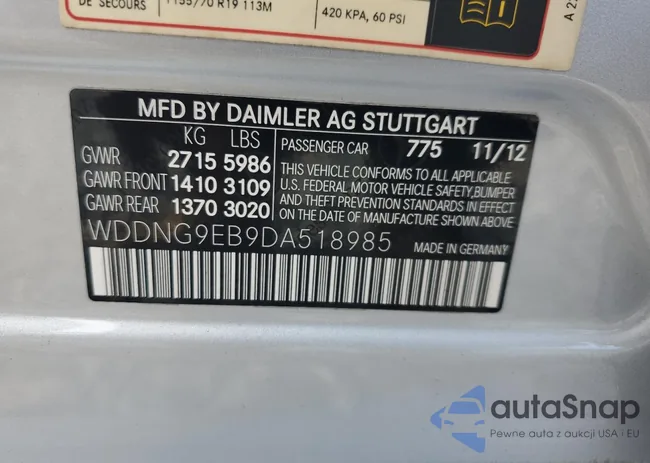 DE SECOURS T155/70 R19 113M 420 KPA, 60 PSI
MFD BY DAIMLER AG STUTTGART
KG LBS PASSENGER CAR 775 11/12
GVWR 2715 5986
GAWR FRONT 1410 3109
GAWR REAR 1370 3020
THIS VEHICLE CONFORMS TO ALL APPLICABLE
U.S. FEDERAL MOTOR VEHICLE SAFETY, BUMPER
AND THEFT PREVENTION STANDARDS IN EFFECT
ON THE DATE OF MANUFACTURE SHOWN ABOVE.
WDDNG9EB9DA518985 MADE IN GERMANY
autoSnap
Pewne auta z aukcji USA i EU